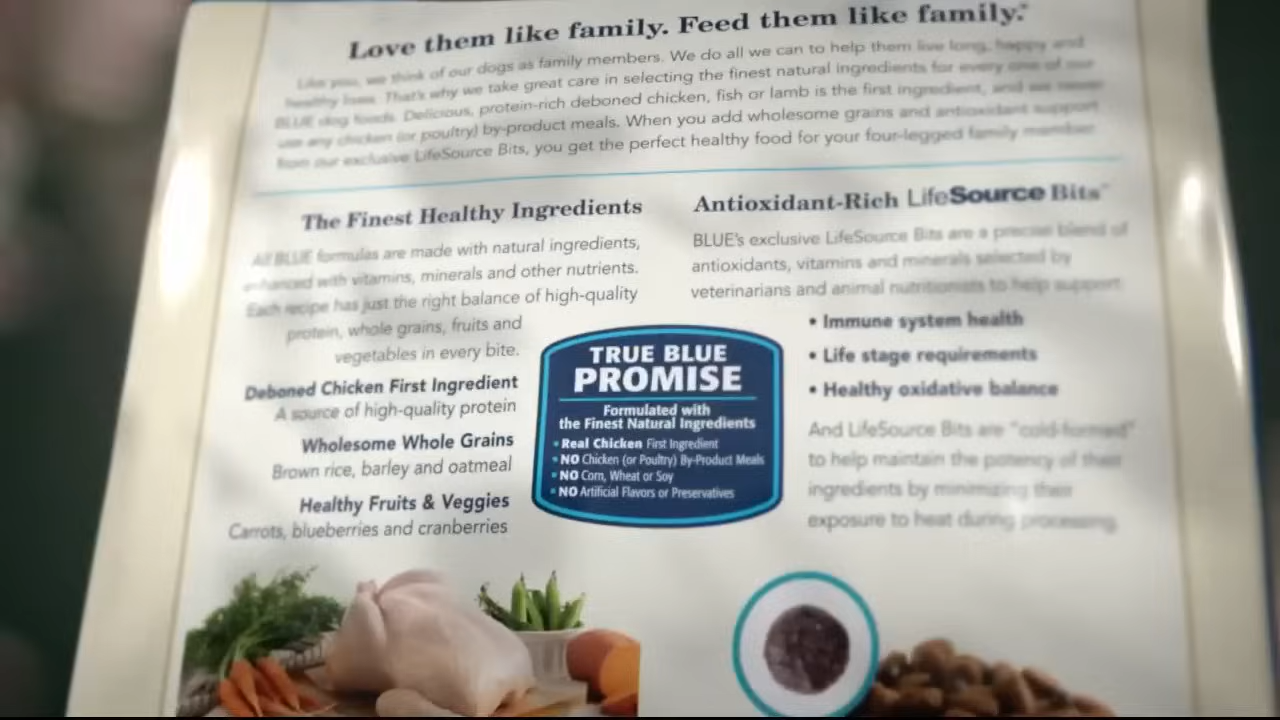 Love them like family. Feed them like family.
Like you, we think of our dogs as family members. We do all we can to help them live long, happy and
healthy lives. That's why we take great care in selecting the finest natural ingredients for every one of our
BLUE dog foods. Delicious, protein-rich deboned chicken, fish or lamb is the first ingredient, and we never
use any chicken (or poultry) by-product meals. When you add wholesome grains and antioxidant support
from our exclusive LifeSource Bits, you get the perfect healthy food for your four-legged family member.
The Finest Healthy Ingredients
All BLUE formulas are made with natural ingredients,
enhanced with vitamins, minerals and other nutrients.
Each recipe has just the right balance of high-quality
protein, whole grains, fruits and
vegetables in every bite.
Deboned Chicken First Ingredient
A source of high-quality protein
Wholesome Whole Grains
Brown rice, barley and oatmeal
Healthy Fruits & Veggies
Carrots, blueberries and cranberries
TRUE BLUE
PROMISE
Formulated with
the Finest Natural Ingredients
• Real Chicken First Ingredient
• NO Chicken (or Poultry) By-Product Meals
• NO Corn, Wheat or Soy
• NO Artificial Flavors or Preservatives
Antioxidant-Rich LifeSource Bits
BLUE's exclusive LifeSource Bits are a precise blend of
antioxidants, vitamins and minerals selected by
veterinarians and animal nutritionists to help support:
• Immune system health
• Life stage requirements
• Healthy oxidative balance
And LifeSource Bits are "cold-formed"
to help maintain the potency of their
ingredients by minimizing their
exposure to heat during processing.